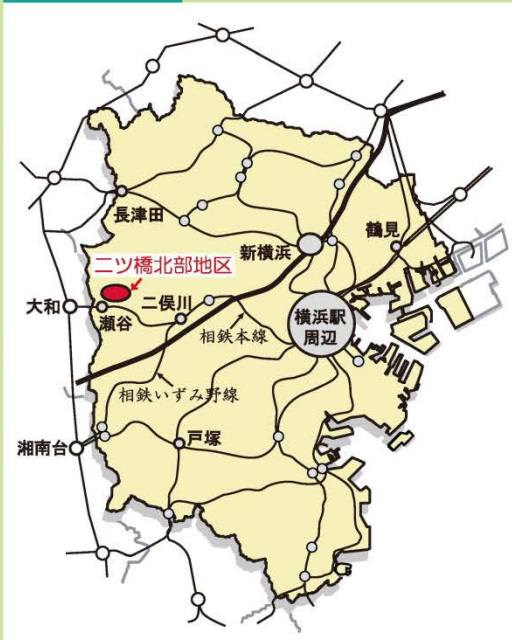 長津田
新横浜
鶴見
二ツ橋北部地区
大和
瀬谷
二俣川
横浜駅
周辺
相鉄本線
相鉄いずみ野線
湘南台
戸塚